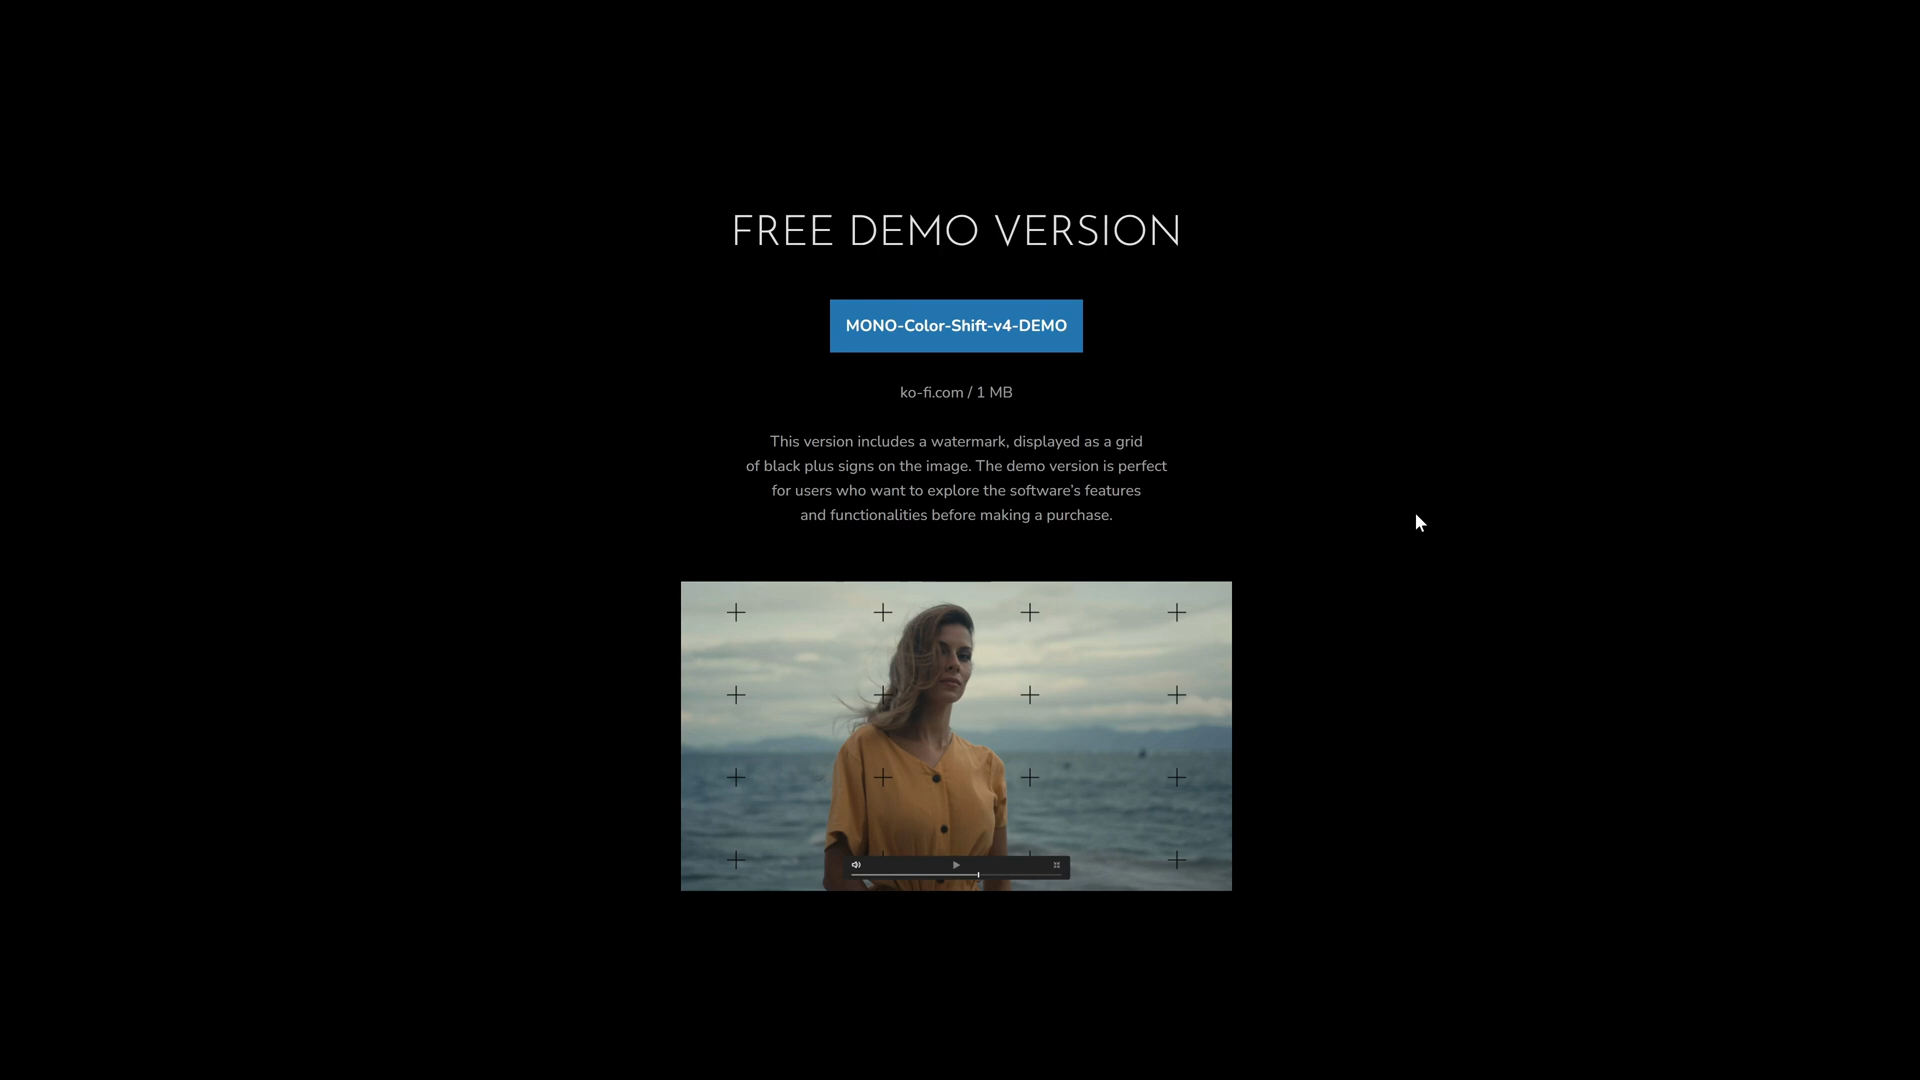 FREE DEMO VERSION
MONO-Color-Shift-v4-DEMO
ko-fi.com / 1 MB
This version includes a watermark, displayed as a grid
of black plus signs on the image. The demo version is perfect
for users who want to explore the software’s features
and functionalities before making a purchase.